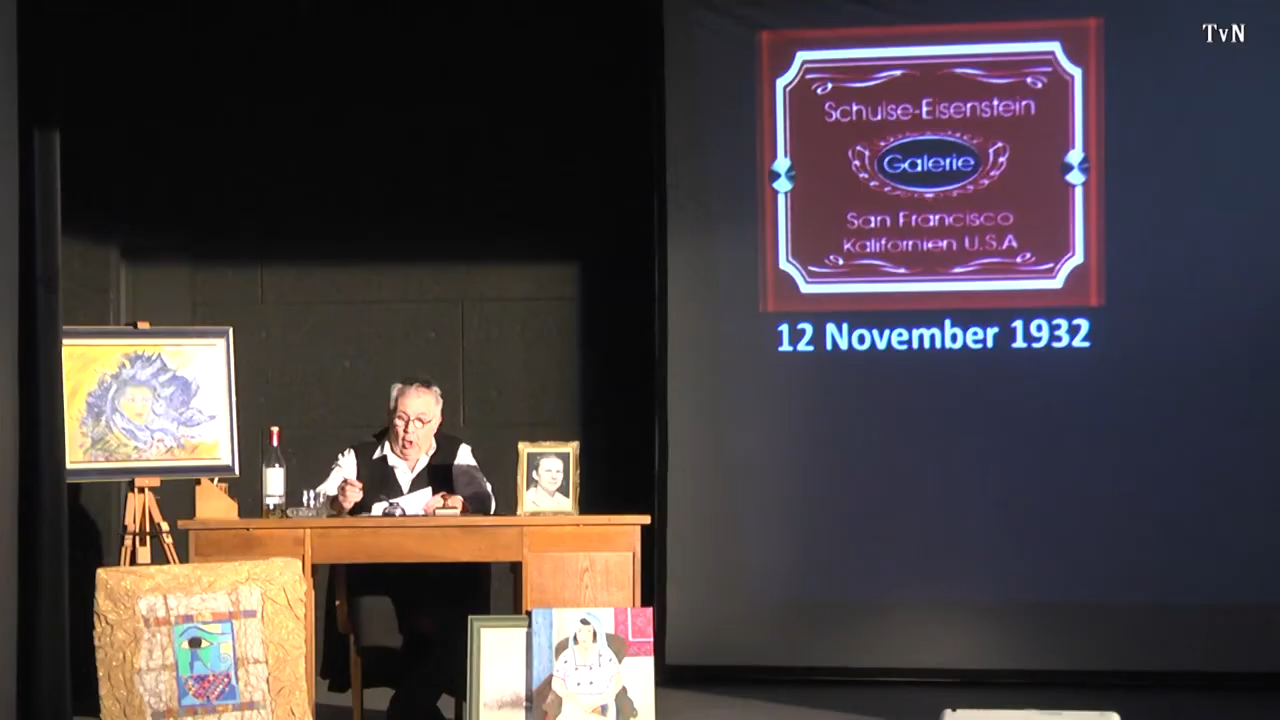 TvN
Schulse-Eisenstein
Galerie
San Francisco
Kalifornien U.S.A
12 November 1932